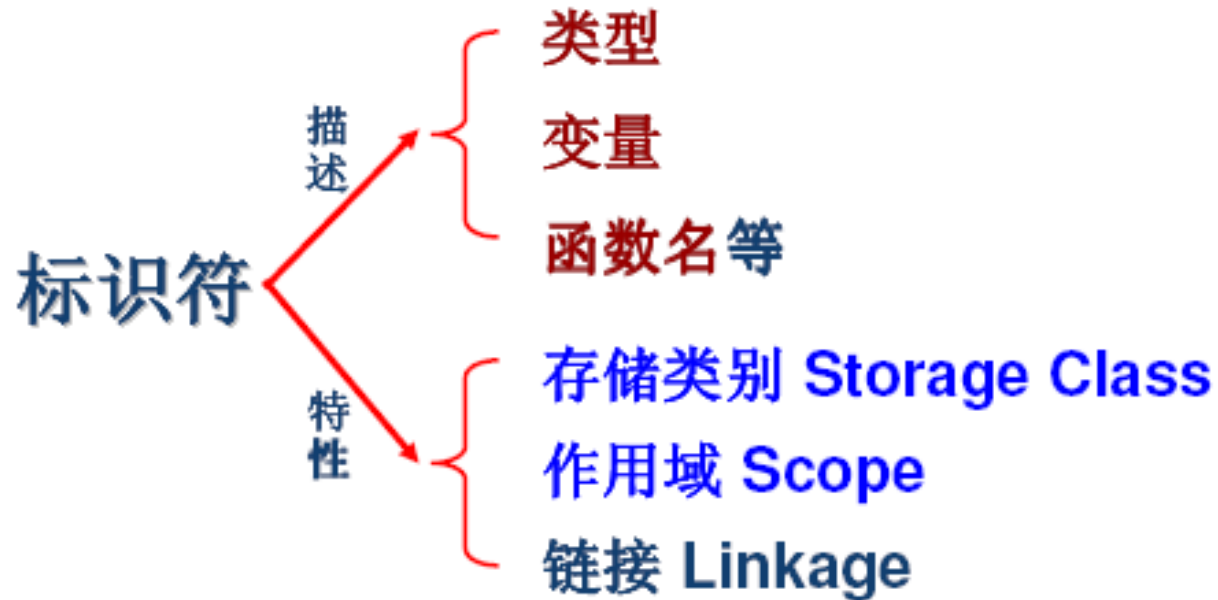 标识符
描述
类型
变量
函数名等
特性
存储类别 Storage Class
作用域 Scope
链接 Linkage